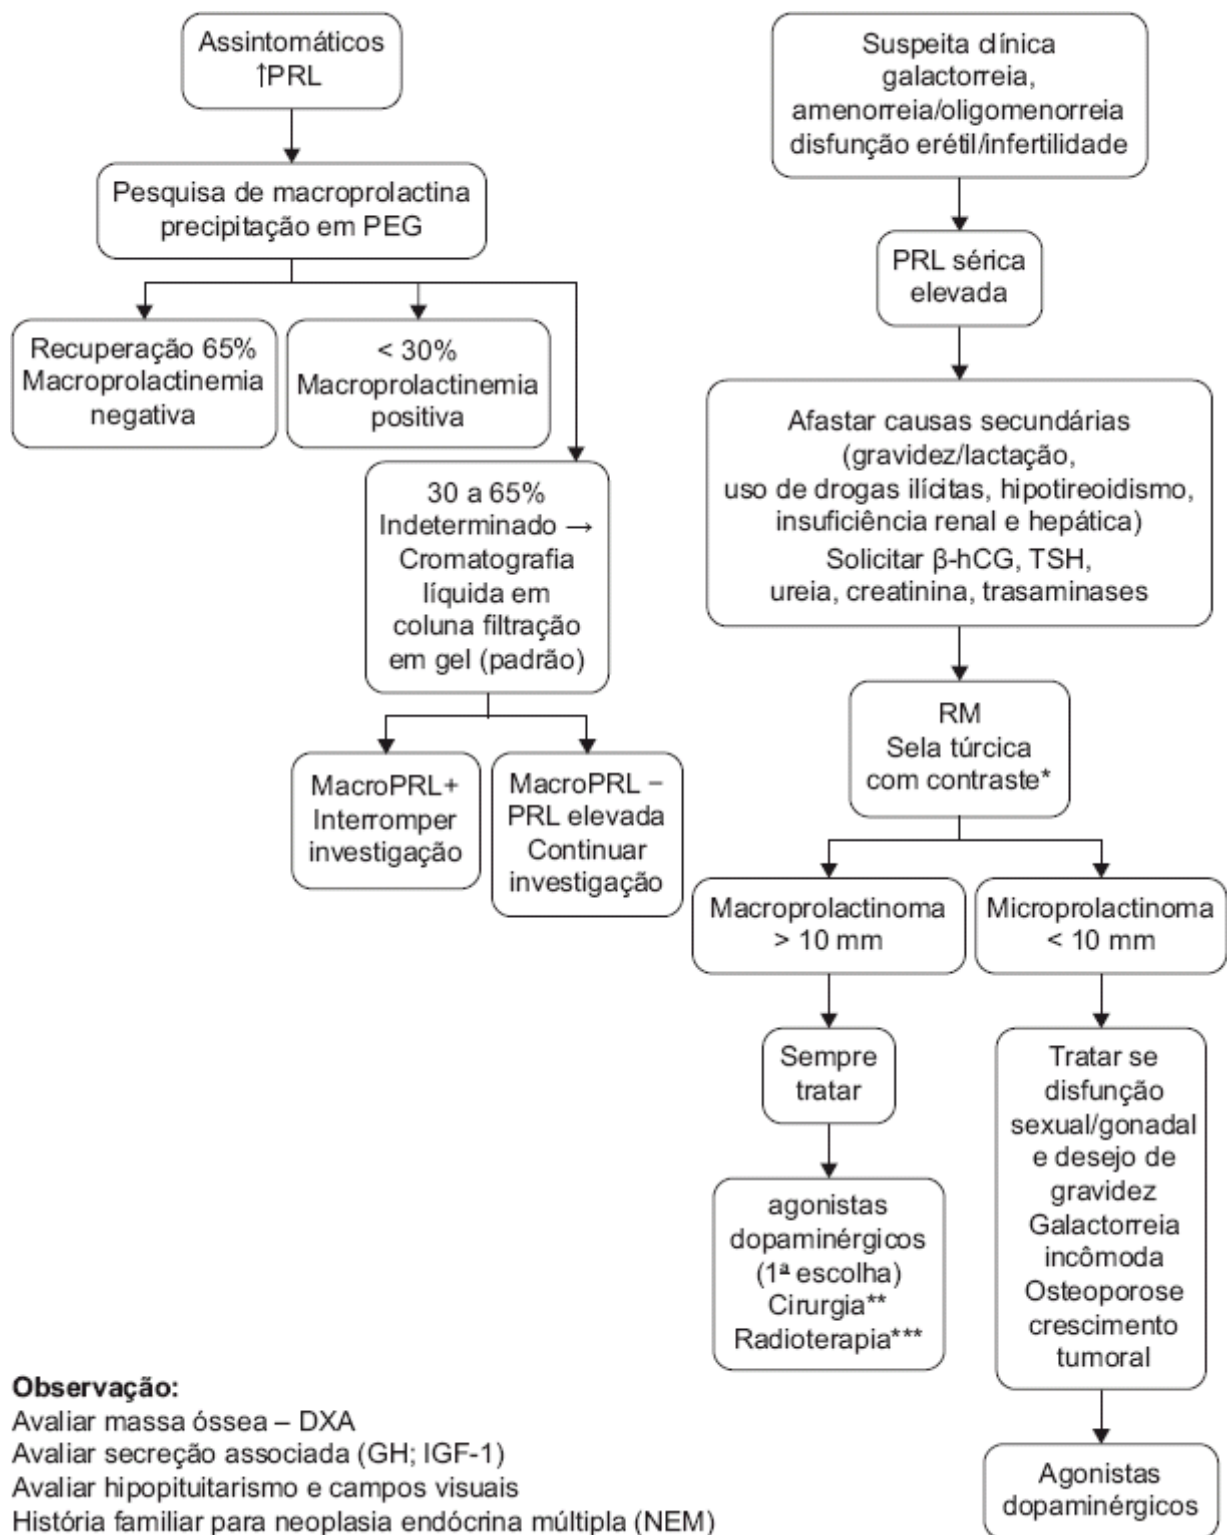 Assintomáticos
↑PRL
Pesquisa de macroprolactina
precipitação em PEG
Recuperação 65%
Macroprolactinemia
negativa
< 30%
Macroprolactinemia
positiva
30 a 65%
Indeterminado →
Cromatografia
líquida em
coluna filtração
em gel (padrão)
MacroPRL+
Interromper
investigação
MacroPRL –
PRL elevada
Continuar
investigação
Suspeita clínica
galactorreia,
amenorreia/oligomenorreia
disfunção erétil/infertilidade
PRL sérica
elevada
Afastar causas secundárias
(gravidez/lactação,
uso de drogas ilícitas, hipotireoidismo,
insuficiência renal e hepática)
Solicitar β-hCG, TSH,
ureia, creatinina, trasaminases
RM
Sela túrcica
com contraste*
Macroprolactinoma
> 10 mm
Microprolactinoma
< 10 mm
Sempre
tratar
agonistas
dopaminérgicos
(1ª escolha)
Cirurgia**
Radioterapia***
Tratar se
disfunção
sexual/gonadal
e desejo de
gravidez
Galactorreia
incômoda
Osteoporose
crescimento
tumoral
Agonistas
dopaminérgicos
Observação:
Avaliar massa óssea – DXA
Avaliar secreção associada (GH; IGF-1)
Avaliar hipopituitarismo e campos visuais
História familiar para neoplasia endócrina múltipla (NEM)